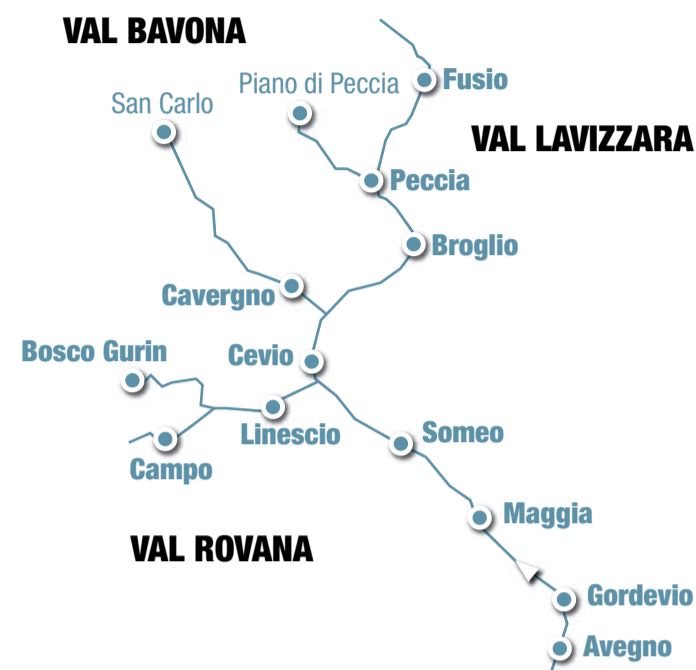 VAL BAVONA
Fusio
Piano di Peccia
San Carlo
VAL LAVIZZARA
Peccia
Broglio
Cavergno
Bosco Gurin
Cevio
Linescio
Someo
Campo
Maggia
VAL ROVANA
Gordevio
Avegno